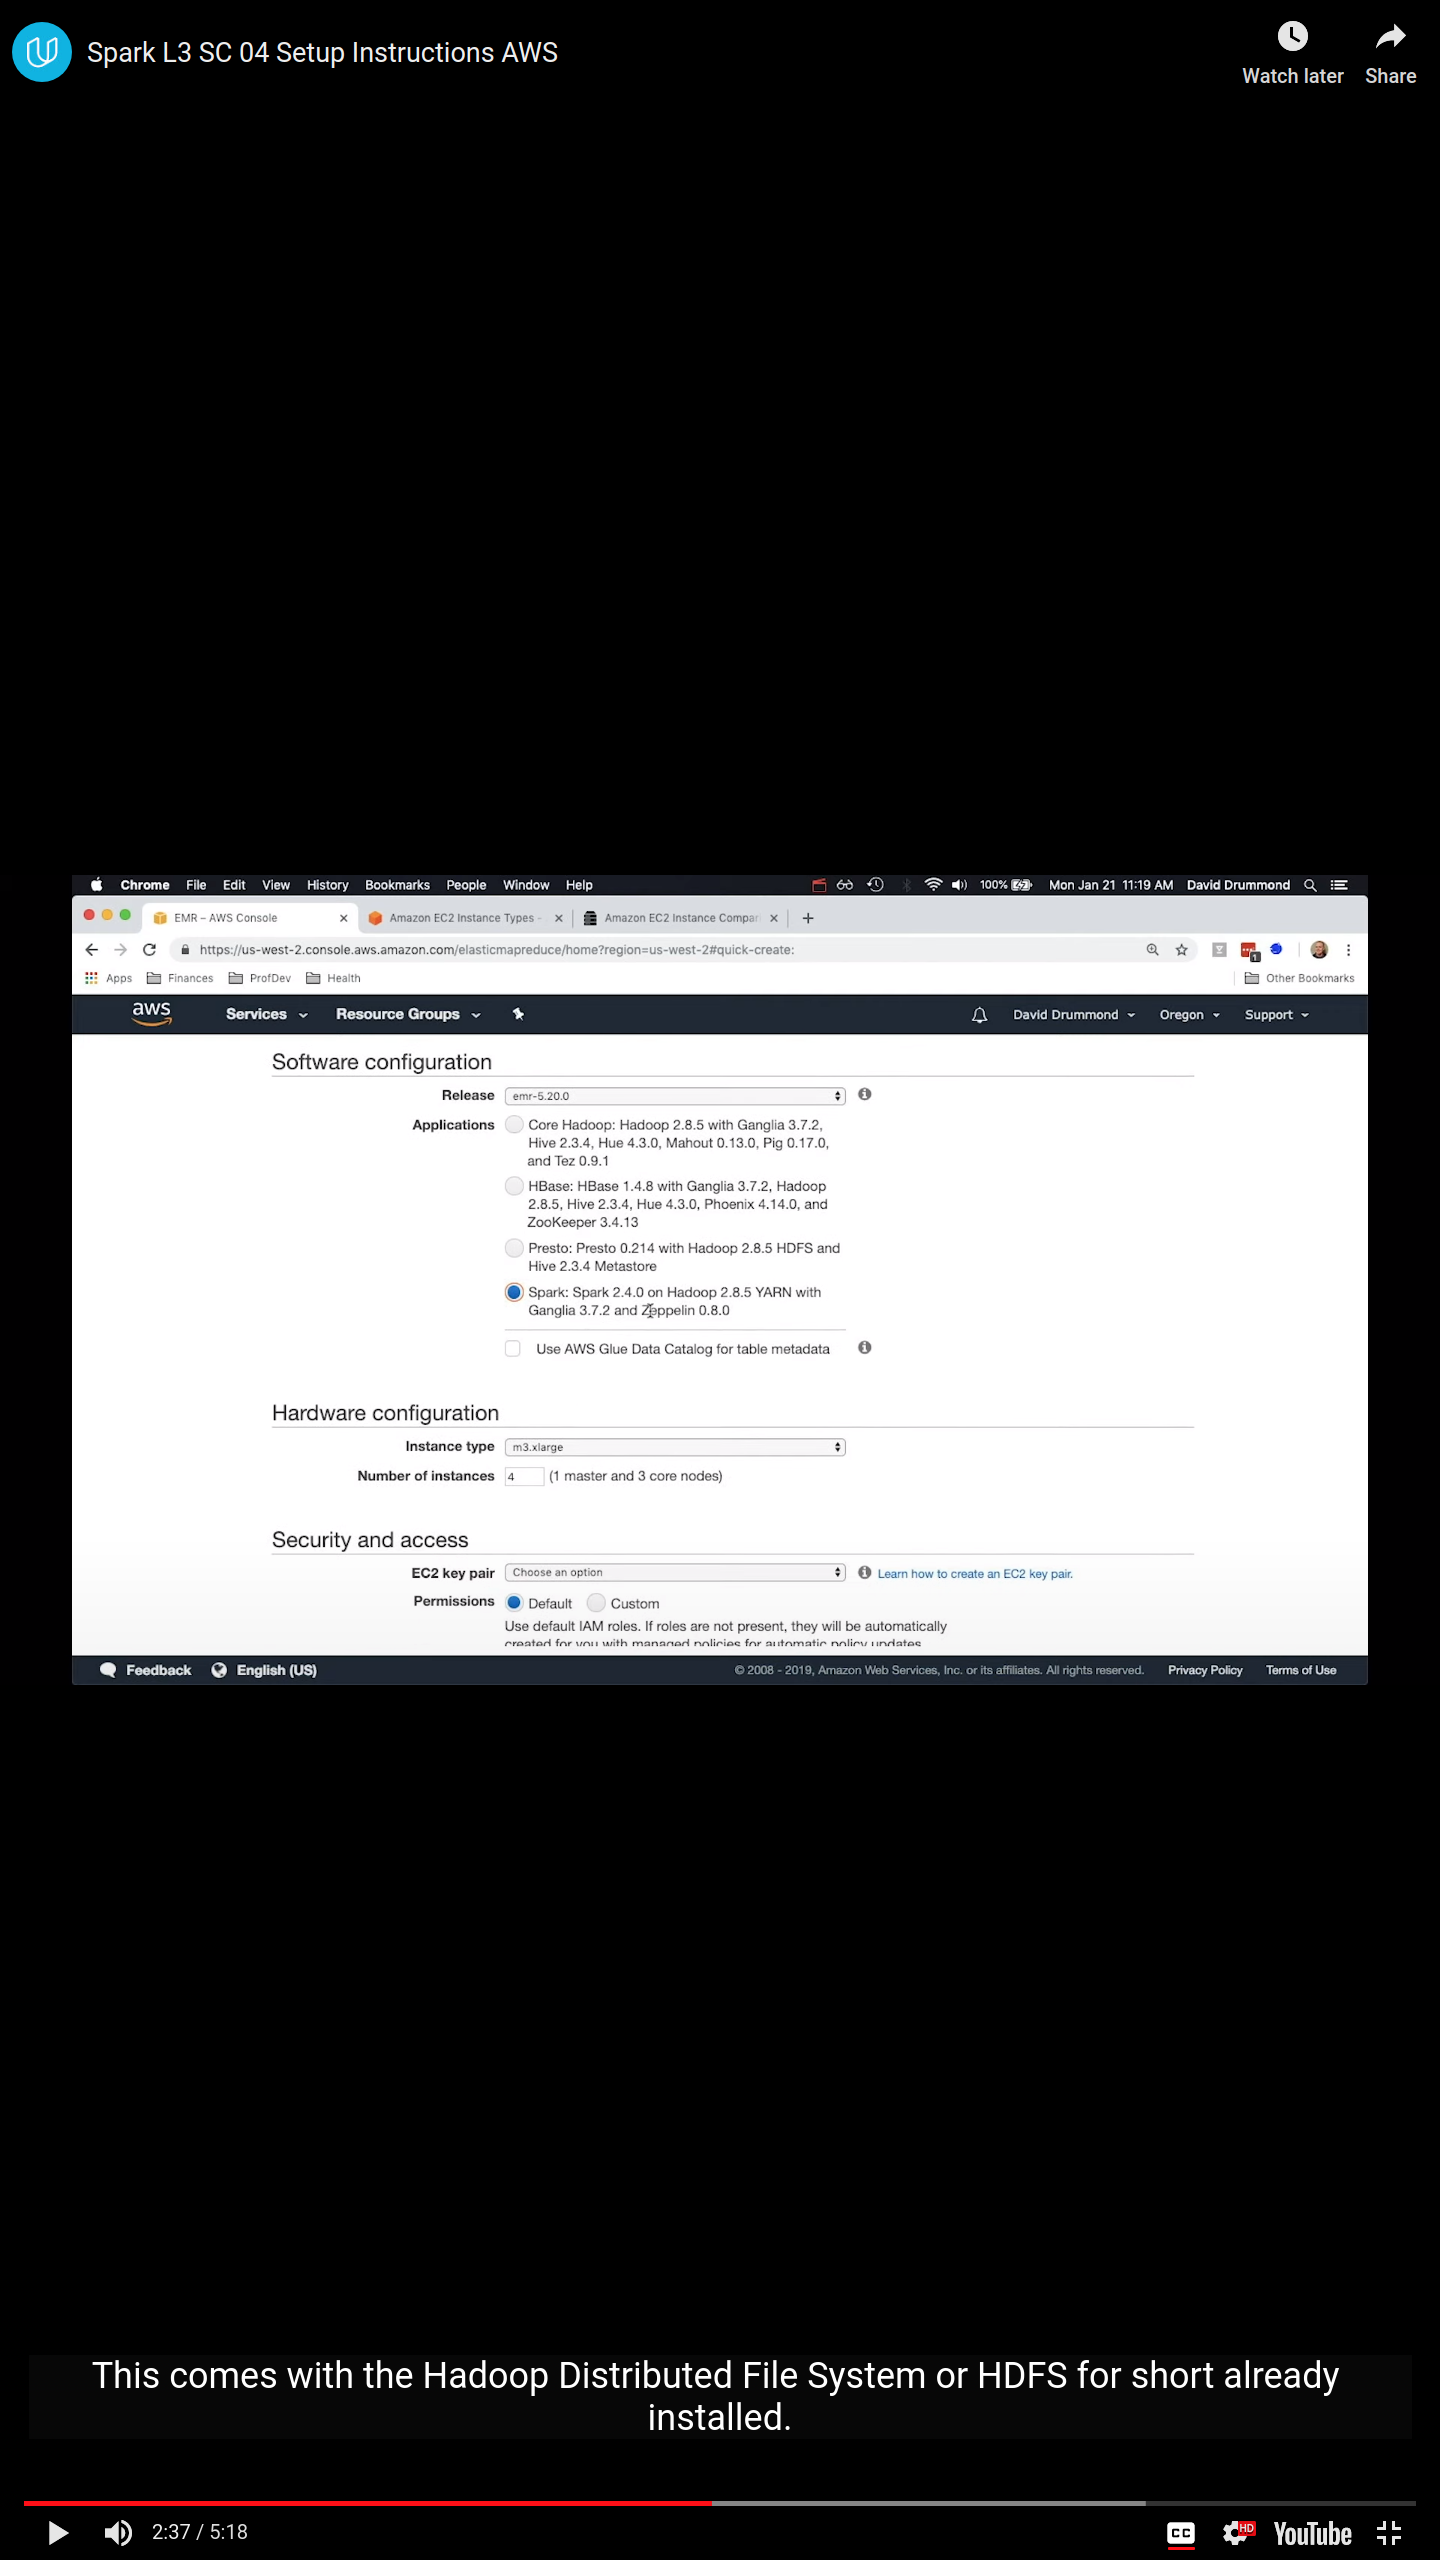 Spark L3 SC 04 Setup Instructions AWS
Watch later
Share
Chrome File Edit View History Bookmarks People Window Help
100%
Mon Jan 21 11:19 AM David Drummond
EMR – AWS Console
Amazon EC2 Instance Types -
Amazon EC2 Instance Compari
https://us-west-2.console.aws.amazon.com/elasticmapreduce/home?region=us-west-2#quick-create:
1
Apps Finances ProfDev Health
Other Bookmarks
aws Services Resource Groups
David Drummond Oregon Support
Software configuration
Release emr-5.20.0
Applications Core Hadoop: Hadoop 2.8.5 with Ganglia 3.7.2,
Hive 2.3.4, Hue 4.3.0, Mahout 0.13.0, Pig 0.17.0,
and Tez 0.9.1
HBase: HBase 1.4.8 with Ganglia 3.7.2, Hadoop
2.8.5, Hive 2.3.4, Hue 4.3.0, Phoenix 4.14.0, and
ZooKeeper 3.4.13
Presto: Presto 0.214 with Hadoop 2.8.5 HDFS and
Hive 2.3.4 Metastore
Spark: Spark 2.4.0 on Hadoop 2.8.5 YARN with
Ganglia 3.7.2 and Zeppelin 0.8.0
Use AWS Glue Data Catalog for table metadata
Hardware configuration
Instance type m3.xlarge
Number of instances 4 (1 master and 3 core nodes)
Security and access
EC2 key pair Choose an option Learn how to create an EC2 key pair.
Permissions Default Custom
Use default IAM roles. If roles are not present, they will be automatically
created for you with managed policies for automatic policy updates.
Feedback English (US)
© 2008 - 2019, Amazon Web Services, Inc. or its affiliates. All rights reserved. Privacy Policy Terms of Use
This comes with the Hadoop Distributed File System or HDFS for short already
installed.
2:37 / 5:18
CC HD YouTube